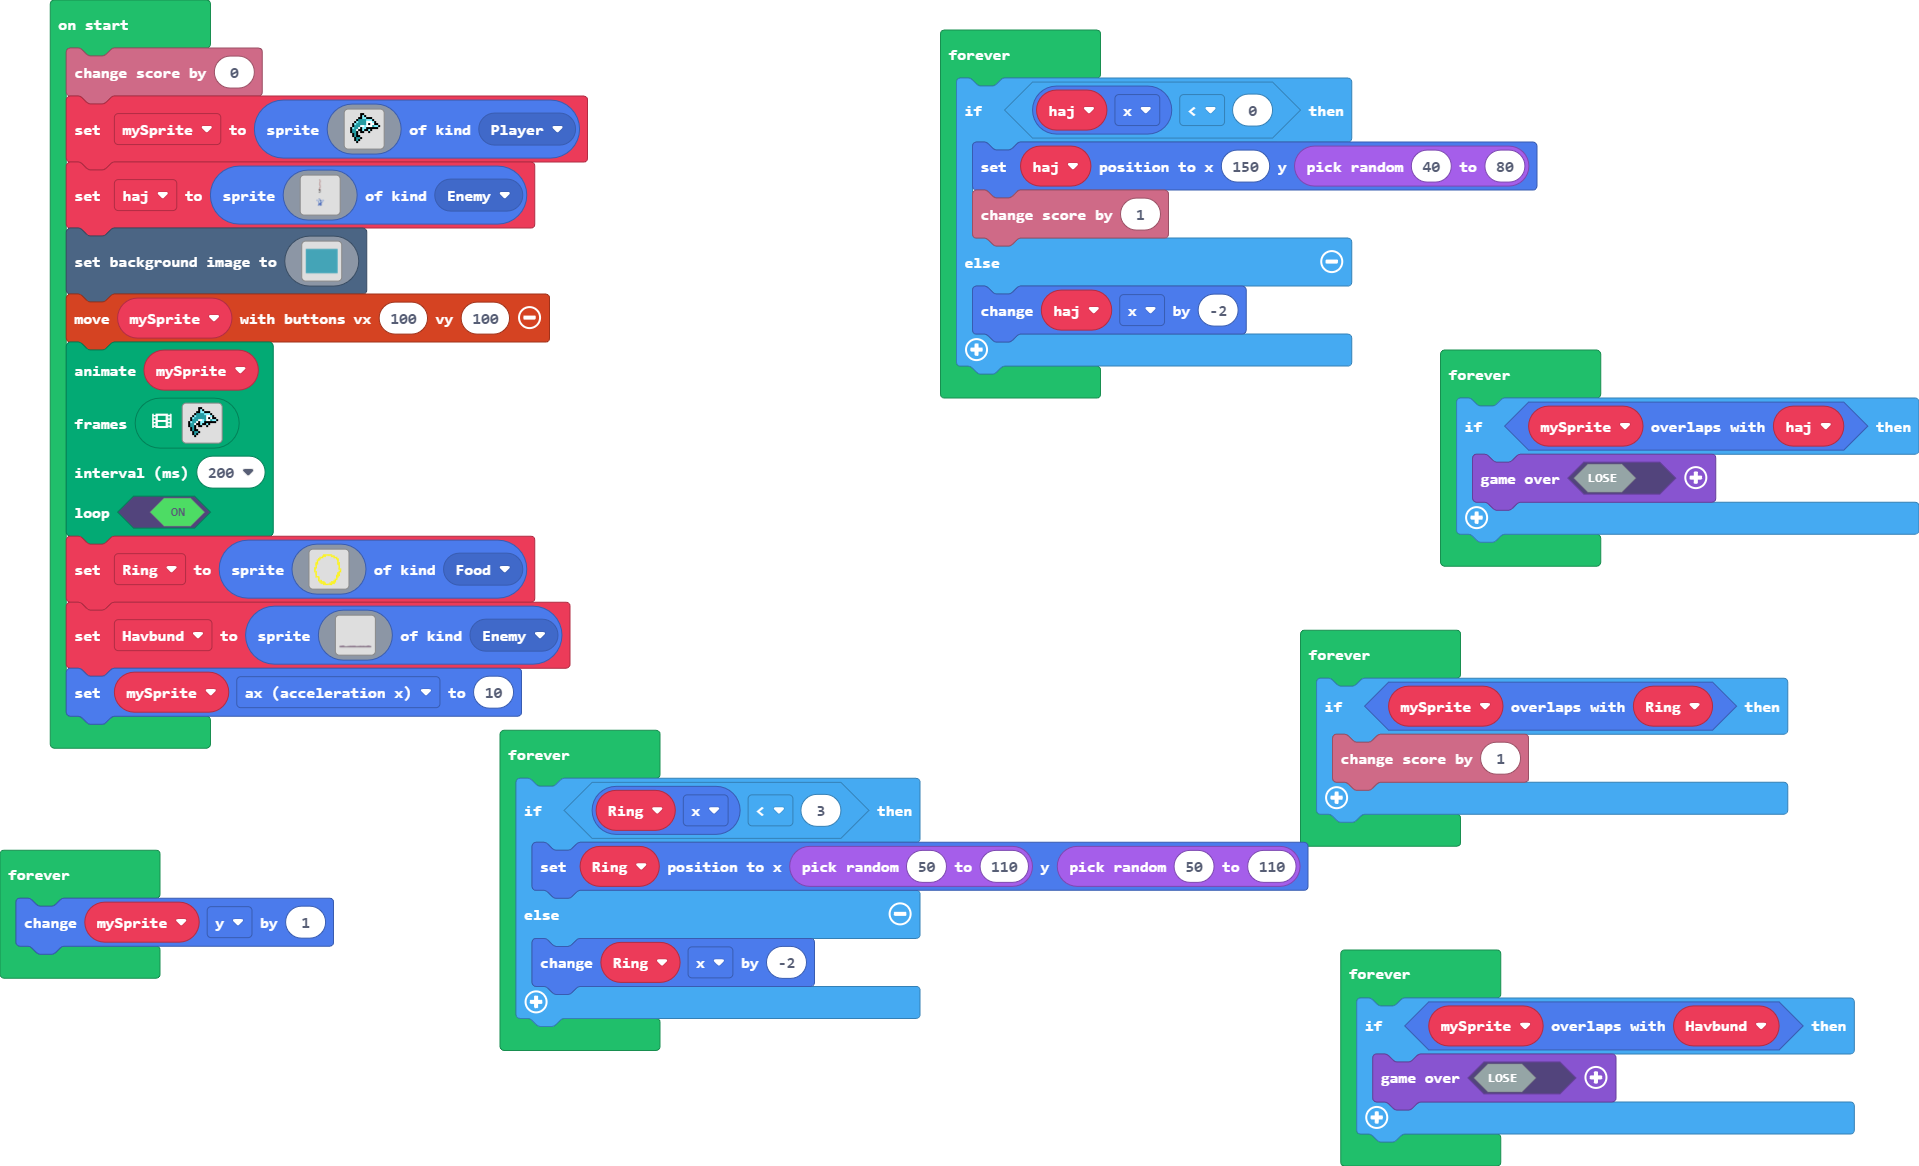 on start
change score by 0
set mySprite to sprite of kind Player
set haj to sprite of kind Enemy
set background image to
move mySprite with buttons vx 100 vy 100
animate mySprite
frames
interval (ms) 200
loop ON
set Ring to sprite of kind Food
set Havbund to sprite of kind Enemy
set mySprite ax (acceleration x) to 10
forever
if haj x < 0 then
set haj position to x 150 y pick random 40 to 80
change score by 1
else
change haj x by -2
forever
if mySprite overlaps with haj then
game over LOSE
forever
if mySprite overlaps with Ring then
change score by 1
forever
if Ring x < 3 then
set Ring position to x pick random 50 to 110 y pick random 50 to 110
else
change Ring x by -2
forever
change mySprite y by 1
forever
if mySprite overlaps with Havbund then
game over LOSE